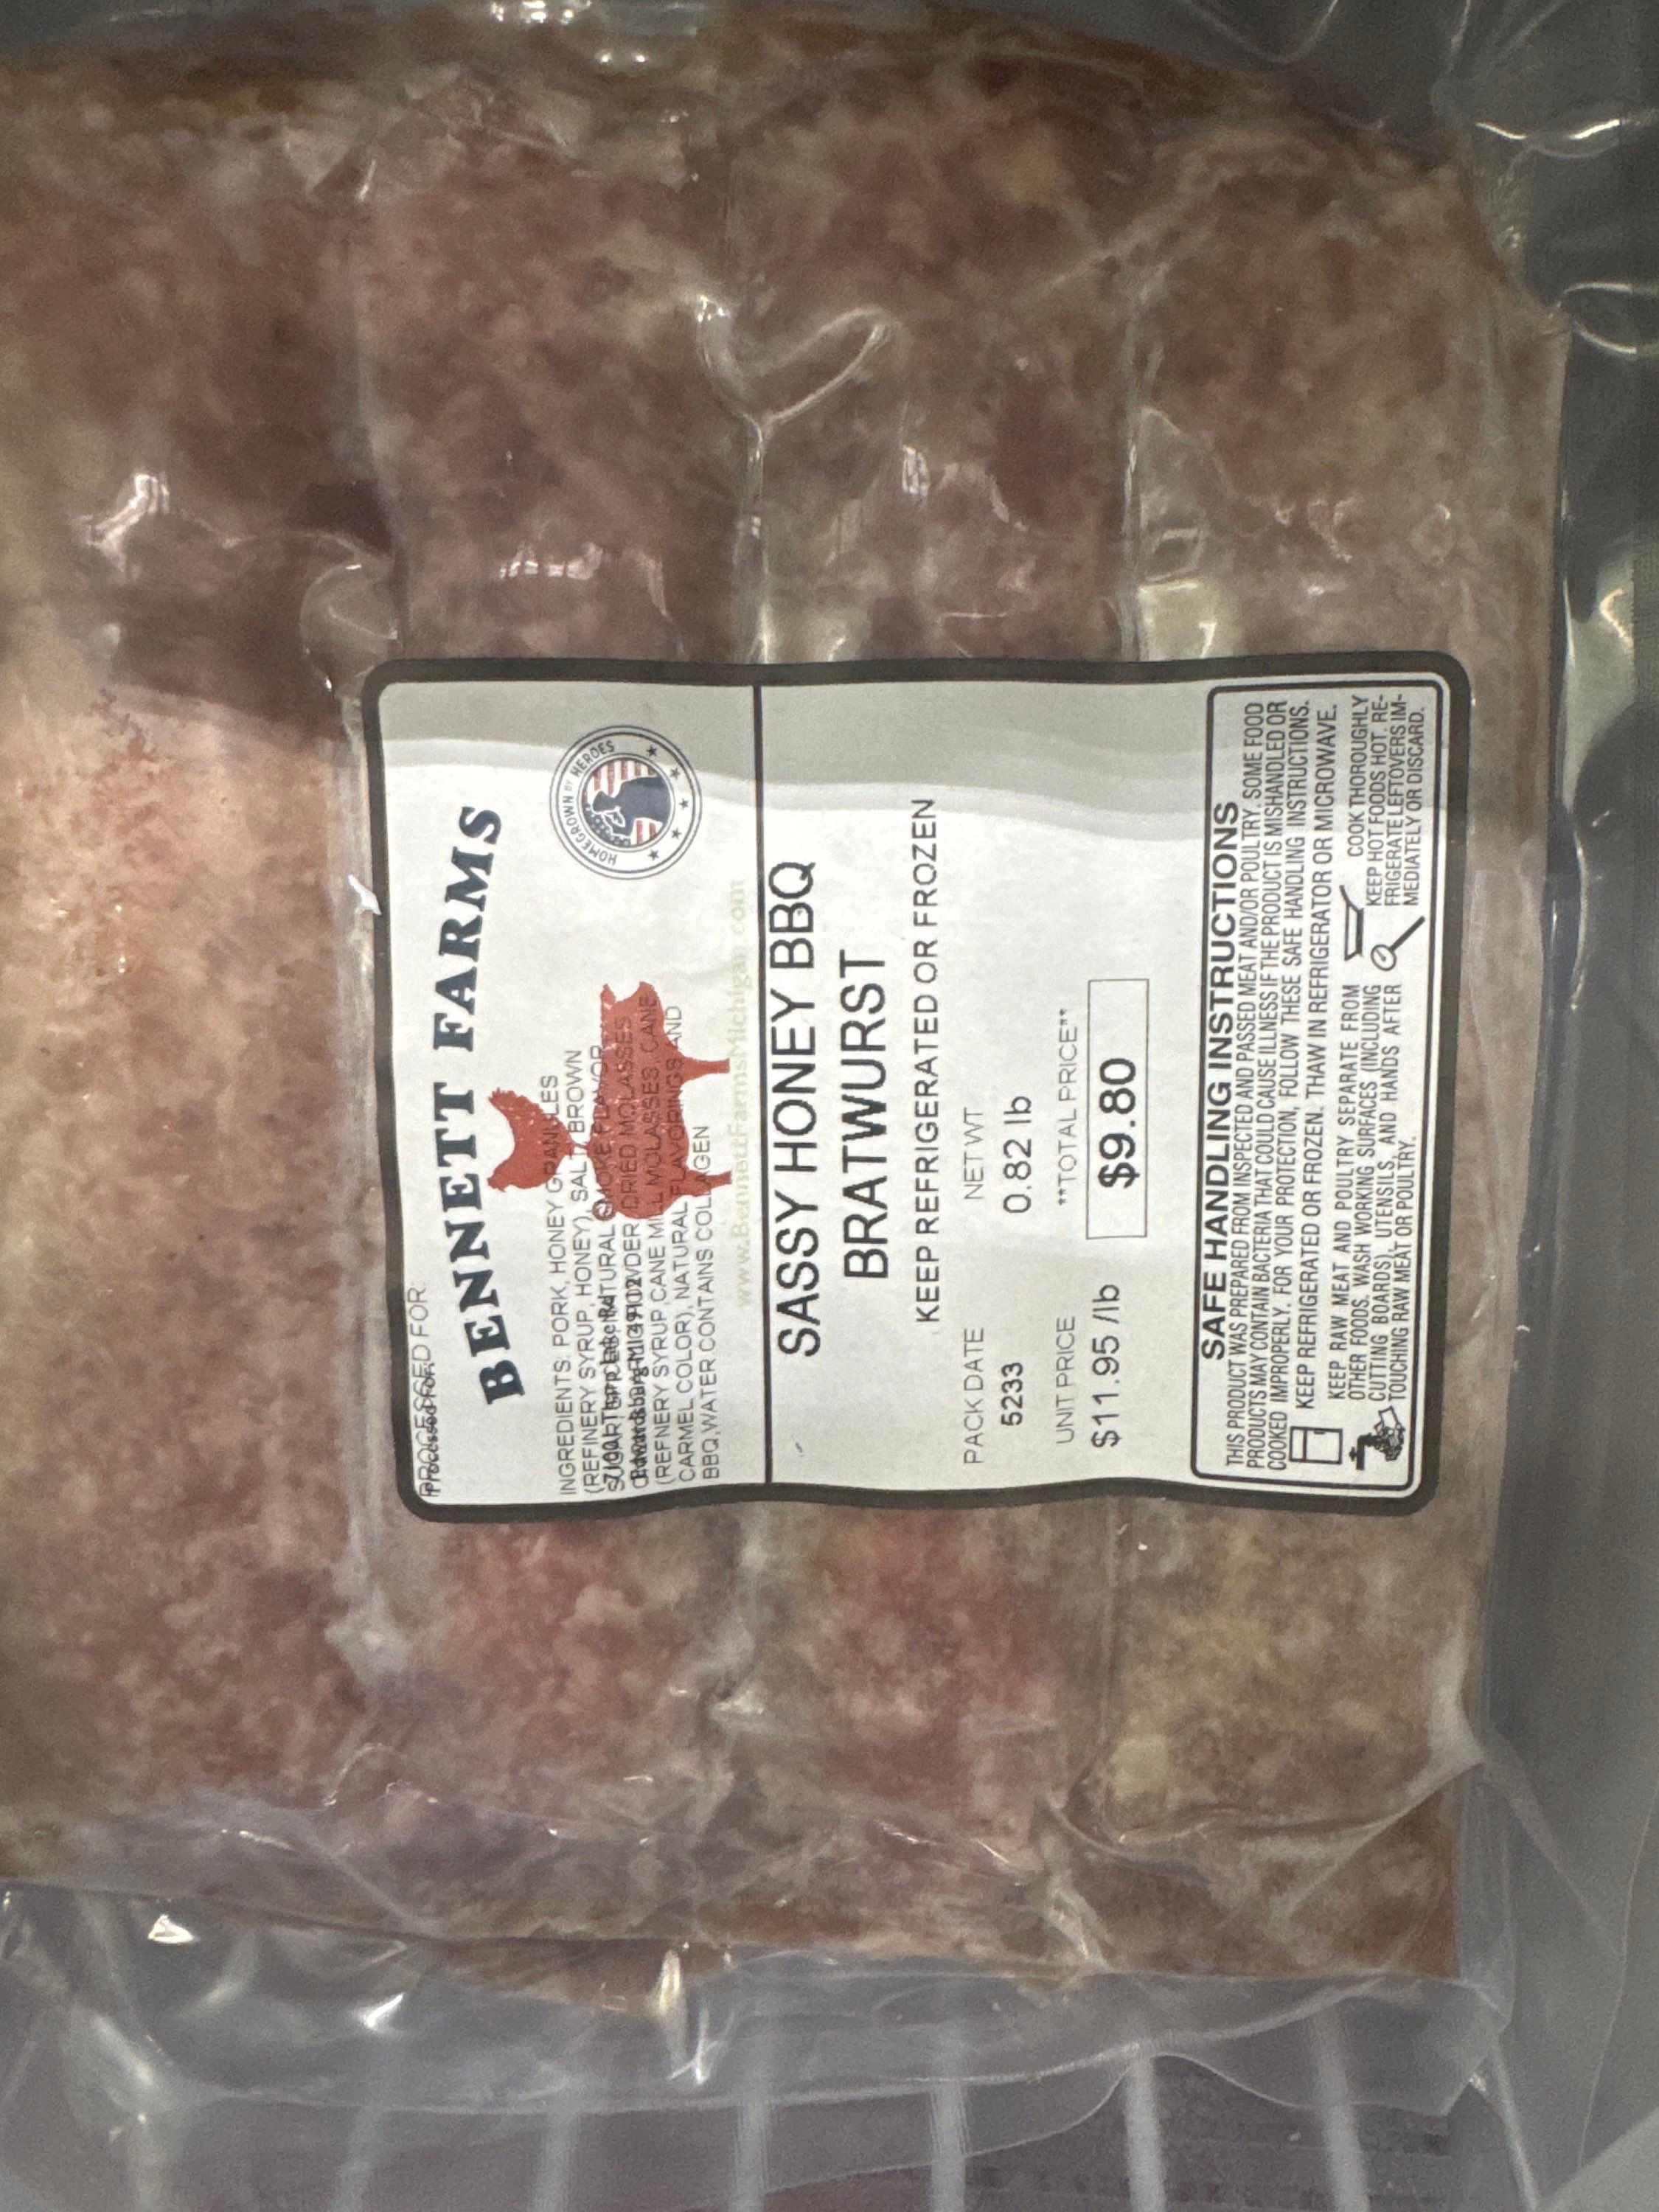 PROCESSED FOR:
Processed For:
BENNETT FARMS
HOMEGROWN BY HEROES
INGREDIENTS: PORK, HONEY GRANULES
(REFINERY SYRUP, HONEY), SALT, BROWN
SUGAR, NATURAL SMOKE FLAVOR
POWDER, DRIED MOLASSES
Edwardsburg MI 49112
(REFNERY SYRUP, CANE MILL MOLASSES, CANE
CARMEL COLOR), NATURAL FLAVORINGS AND
BBQ, WATER CONTAINS COLLAGEN
www.BennettFarmsMichigan.com
SASSY HONEY BBQ
BRATWURST
KEEP REFRIGERATED OR FROZEN
PACK DATE NET WT
5233 0.82 lb
UNIT PRICE **TOTAL PRICE**
$11.95 /lb $9.80
SAFE HANDLING INSTRUCTIONS
THIS PRODUCT WAS PREPARED FROM INSPECTED AND PASSED MEAT AND/OR POULTRY. SOME FOOD
PRODUCTS MAY CONTAIN BACTERIA THAT COULD CAUSE ILLNESS IF THE PRODUCT IS MISHANDLED OR
COOKED IMPROPERLY. FOR YOUR PROTECTION, FOLLOW THESE SAFE HANDLING INSTRUCTIONS.
KEEP REFRIGERATED OR FROZEN. THAW IN REFRIGERATOR OR MICROWAVE.
KEEP RAW MEAT AND POULTRY SEPARATE FROM
OTHER FOODS. WASH WORKING SURFACES (INCLUDING
CUTTING BOARDS), UTENSILS, AND HANDS AFTER
TOUCHING RAW MEAT OR POULTRY.
COOK THOROUGHLY
KEEP HOT FOODS HOT. RE-
FRIGERATE LEFTOVERS IM-
MEDIATELY OR DISCARD.